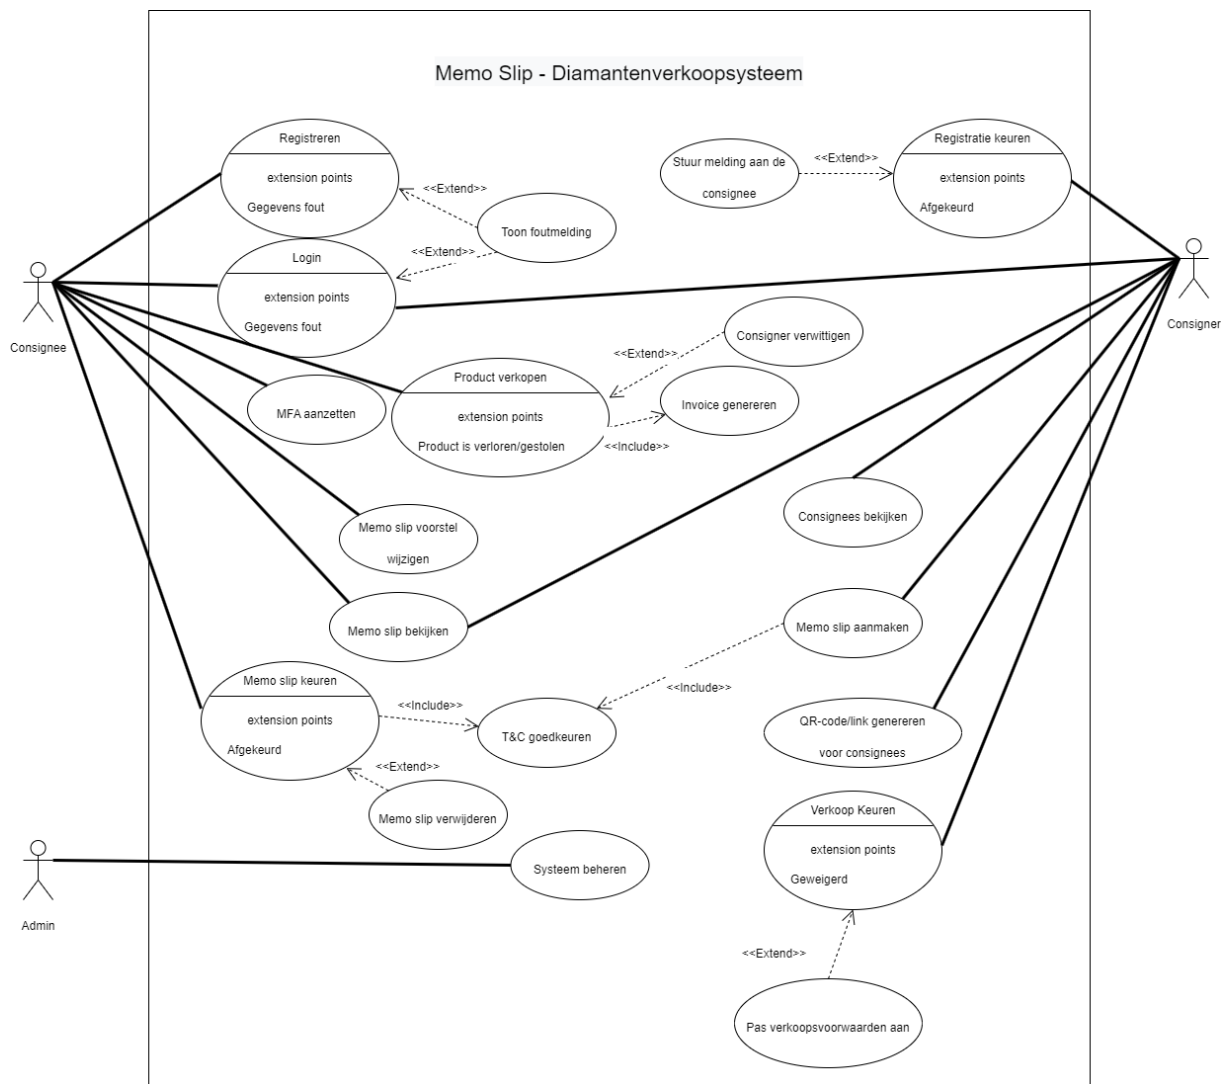 Memo Slip - Diamantenverkoopsysteem
Registreren
extension points
Gegevens fout
<<Extend>>
Toon foutmelding
<<Extend>>
Login
extension points
Gegevens fout
Stuur melding aan de
consignee
<<Extend>>
Registratie keuren
extension points
Afgekeurd
Consignee
Consigner
Consigner verwittigen
<<Extend>>
Product verkopen
extension points
Product is verloren/gestolen
Invoice genereren
<<Include>>
MFA aanzetten
Memo slip voorstel
wijzigen
Consignees bekijken
Memo slip bekijken
Memo slip aanmaken
<<Include>>
Memo slip keuren
extension points
Afgekeurd
<<Include>>
T&C goedkeuren
QR-code/link genereren
voor consignees
<<Extend>>
Memo slip verwijderen
Verkoop Keuren
extension points
Geweigerd
Systeem beheren
Admin
<<Extend>>
Pas verkoopsvoorwaarden aan